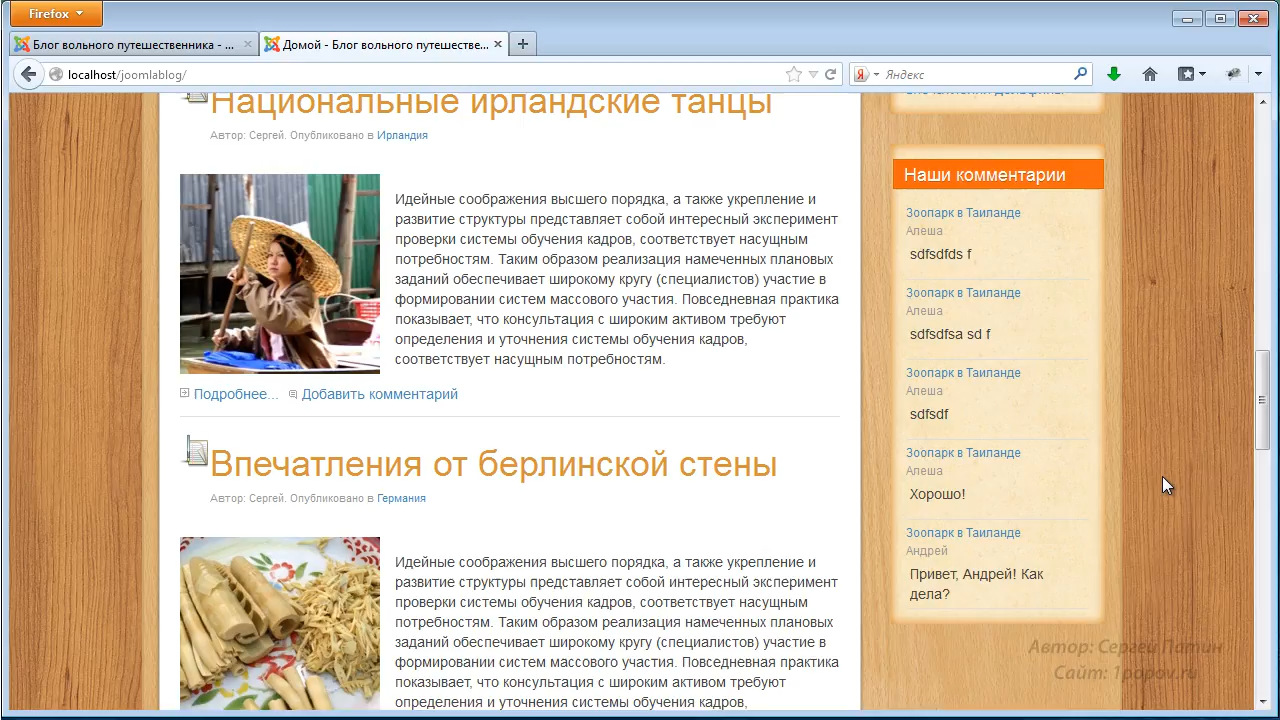 Firefox
Блог вольного путешественника - ...
Домой - Блог вольного путешестве...
localhost/joomlablog/
Яндекс
Национальные ирландские танцы
Автор: Сергей. Опубликовано в Ирландия
Идейные соображения высшего порядка, а также укрепление и
развитие структуры представляет собой интересный эксперимент
проверки системы обучения кадров, соответствует насущным
потребностям. Таким образом реализация намеченных плановых
заданий обеспечивает широкому кругу (специалистов) участие в
формировании систем массового участия. Повседневная практика
показывает, что консультация с широким активом требуют
определения и уточнения системы обучения кадров,
соответствует насущным потребностям.
Подробнее...
Добавить комментарий
Впечатления от берлинской стены
Автор: Сергей. Опубликовано в Германия
Идейные соображения высшего порядка, а также укрепление и
развитие структуры представляет собой интересный эксперимент
проверки системы обучения кадров, соответствует насущным
потребностям. Таким образом реализация намеченных плановых
заданий обеспечивает широкому кругу (специалистов) участие в
формировании систем массового участия. Повседневная практика
показывает, что консультация с широким активом требуют
определения и уточнения системы обучения кадров,
Наши комментарии
Зоопарк в Таиланде
Алеша
sdfsdfds f
Зоопарк в Таиланде
Алеша
sdfsdfsa sd f
Зоопарк в Таиланде
Алеша
sdfsdf
Зоопарк в Таиланде
Алеша
Хорошо!
Зоопарк в Таиланде
Андрей
Привет, Андрей! Как
дела?
Автор: Сергей Патин
Сайт: 1popov.ru